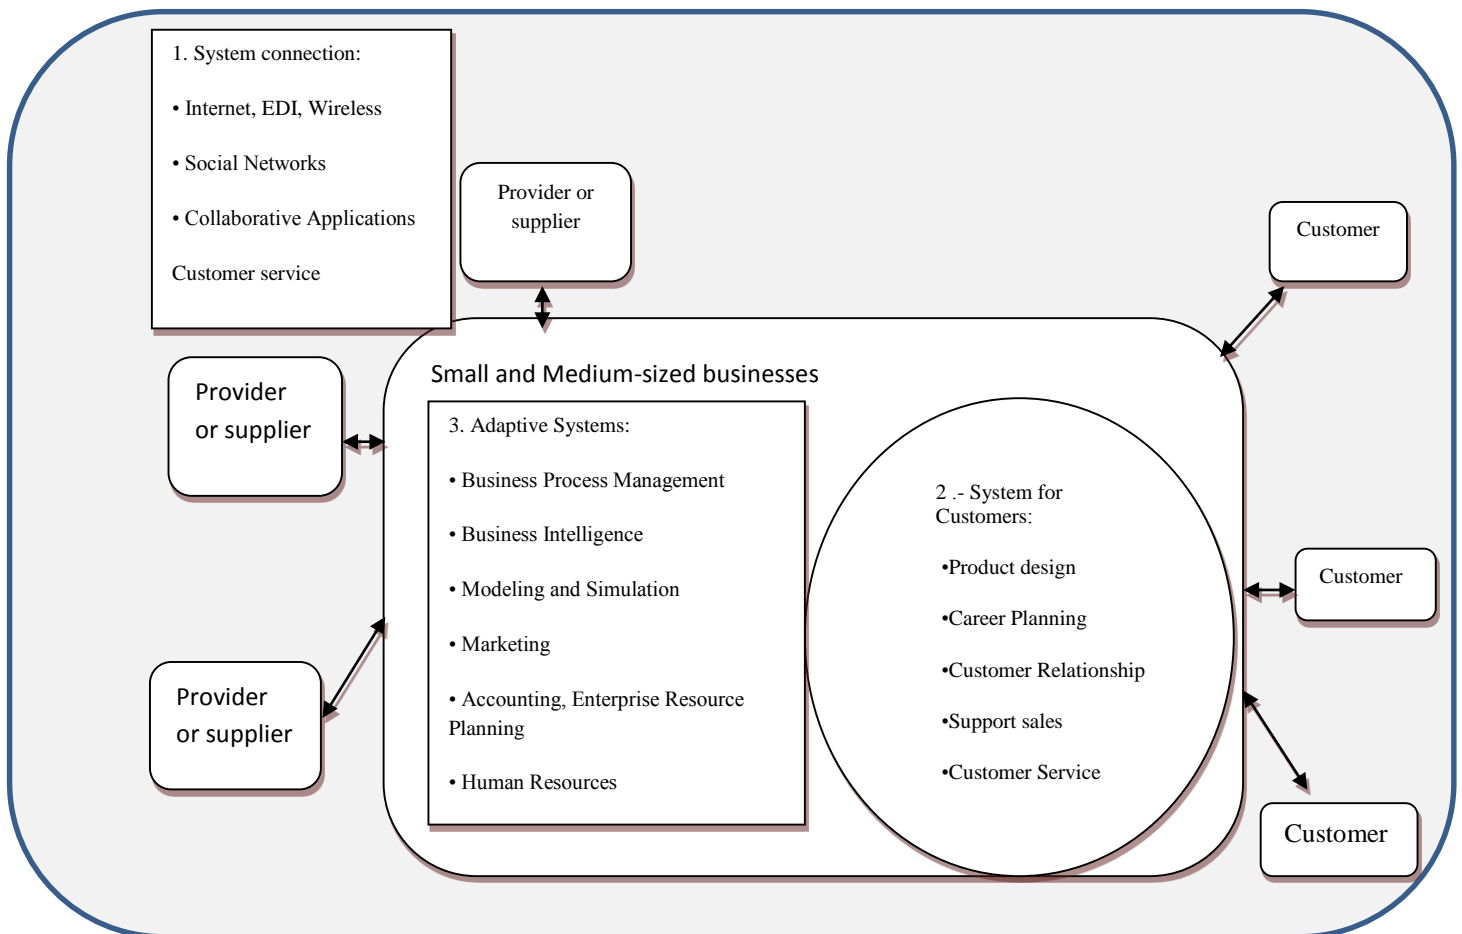 1. System connection:
• Internet, EDI, Wireless
• Social Networks
• Collaborative Applications
Customer service
Provider or
supplier
Customer
Provider
or supplier
Small and Medium-sized businesses
3. Adaptive Systems:
• Business Process Management
• Business Intelligence
• Modeling and Simulation
• Marketing
• Accounting, Enterprise Resource
Planning
• Human Resources
2 .- System for
Customers:
•Product design
•Career Planning
•Customer Relationship
•Support sales
•Customer Service
Customer
Provider
or supplier
Customer